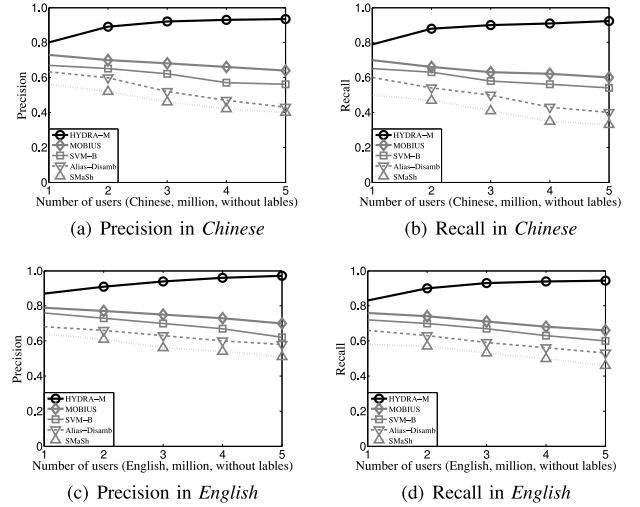 1.0
0.8
0.6
0.4
0.2
0
Precision
HYDRA–M
MOBIUS
SVM–B
Alias–Disamb
SMaSh
1 2 3 4 5
Number of users (Chinese, million, without lables)
(a) Precision in Chinese
1.0
0.8
0.6
0.4
0.2
0
Recall
HYDRA–M
MOBIUS
SVM–B
Alias–Disamb
SMaSh
1 2 3 4 5
Number of users (Chinese, million, without lables)
(b) Recall in Chinese
1.0
0.8
0.6
0.4
0.2
0
Precision
HYDRA–M
MOBIUS
SVM–B
Alias–Disamb
SMaSh
1 2 3 4 5
Number of users (English, million, without lables)
(c) Precision in English
1.0
0.8
0.6
0.4
0.2
0
Recall
HYDRA–M
MOBIUS
SVM–B
Alias–Disamb
SMaSh
1 2 3 4 5
Number of users (English, million, without lables)
(d) Recall in English